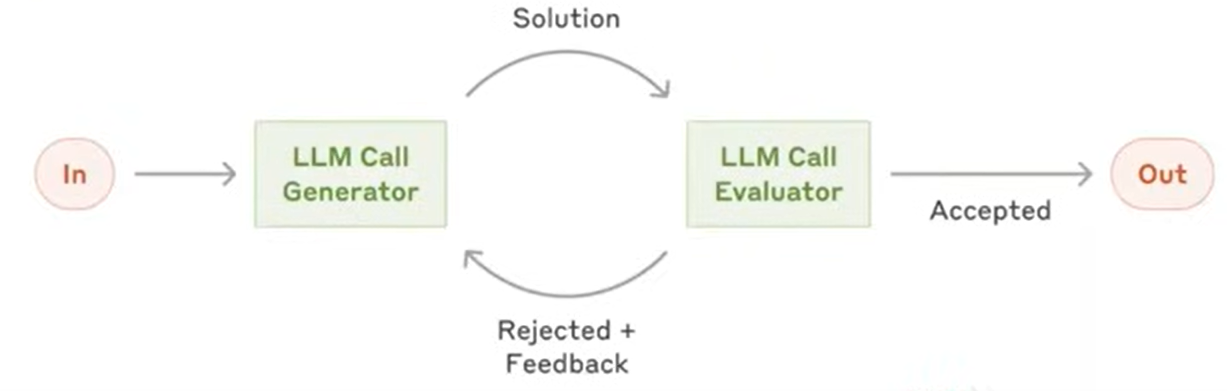 Solution
In
LLM Call
Generator
LLM Call
Evaluator
Accepted
Out
Rejected +
Feedback